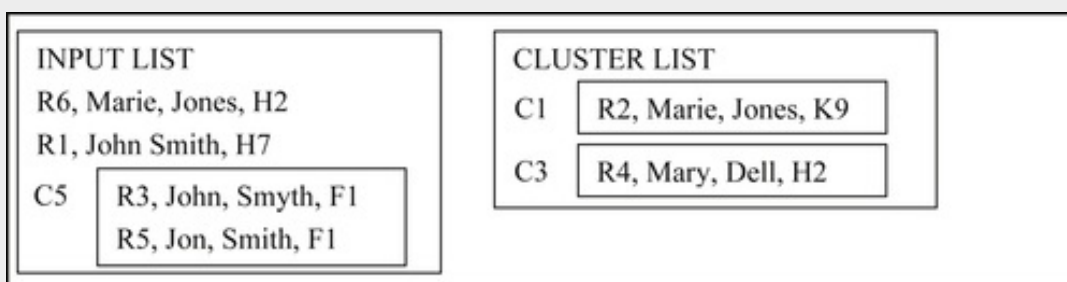 INPUT LIST
R6, Marie, Jones, H2
R1, John Smith, H7
C5
R3, John, Smyth, F1
R5, Jon, Smith, F1
CLUSTER LIST
C1
R2, Marie, Jones, K9
C3
R4, Mary, Dell, H2